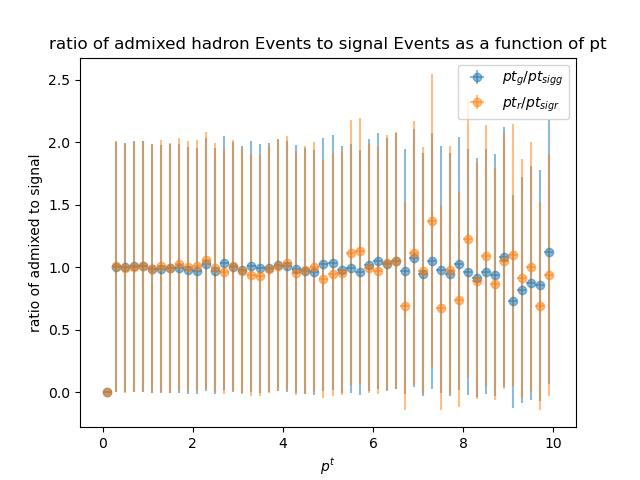 ratio of admixed hadron Events to signal Events as a function of pt
pt_g/pt_sigg
pt_r/pt_sigr
ratio of admixed to signal
2.5
2.0
1.5
1.0
0.5
0.0
0 2 4 6 8 10
p^t